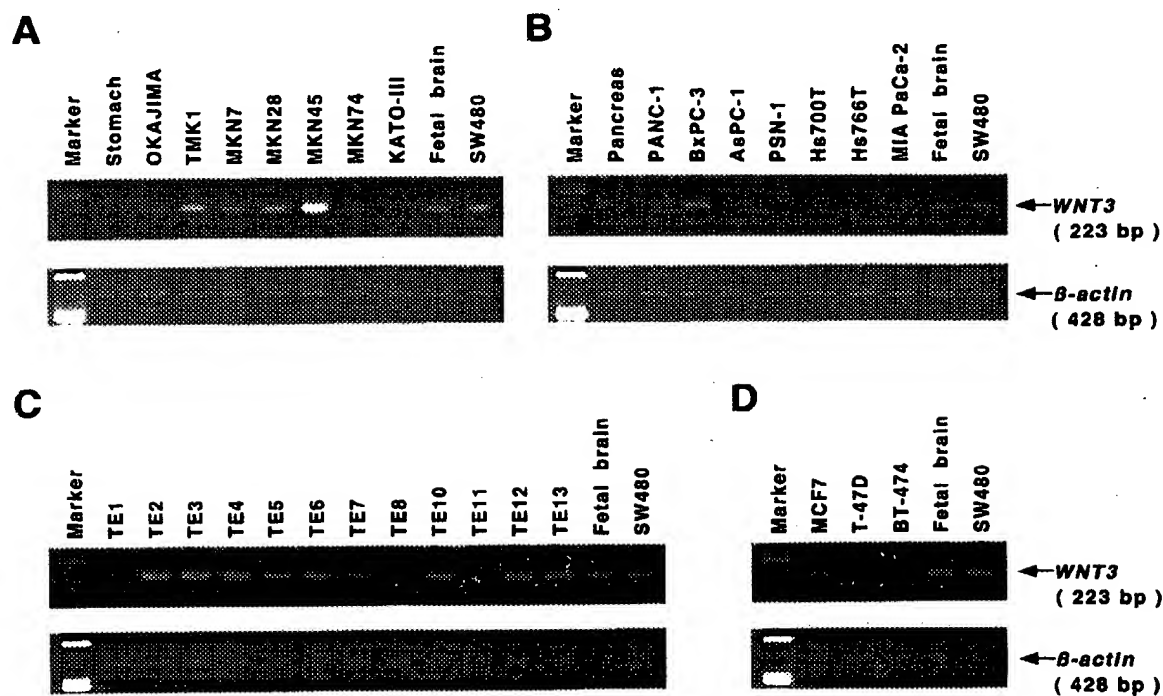 A
Marker
Stomach
OKAJIMA
TMK1
MKN7
MKN28
MKN45
MKN74
KATO-III
Fetal brain
SW480
B
Marker
Pancreas
PANC-1
BxPC-3
AsPC-1
PSN-1
Hs700T
Hs766T
MIA PaCa-2
Fetal brain
SW480
WNT3
( 223 bp )
ß-actin
( 428 bp )
C
Marker
TE1
TE2
TE3
TE4
TE5
TE6
TE7
TE8
TE10
TE11
TE12
TE13
Fetal brain
SW480
D
Marker
MCF7
T-47D
BT-474
Fetal brain
SW480
WNT3
( 223 bp )
ß-actin
( 428 bp )